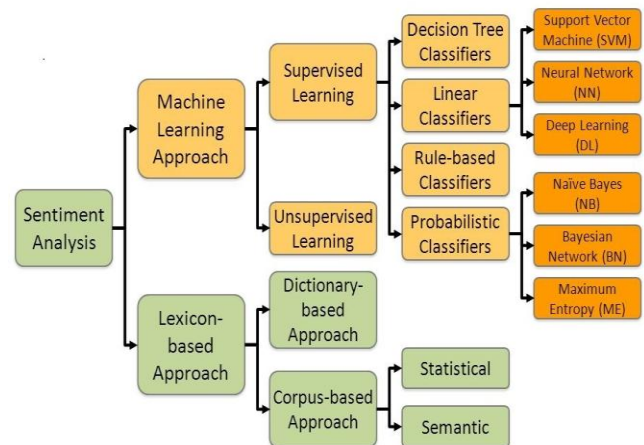 Sentiment
Analysis
Machine
Learning
Approach
Supervised
Learning
Decision Tree
Classifiers
Linear
Classifiers
Support Vector
Machine (SVM)
Neural Network
(NN)
Deep Learning
(DL)
Rule-based
Classifiers
Probabilistic
Classifiers
Naïve Bayes
(NB)
Bayesian
Network (BN)
Maximum
Entropy (ME)
Unsupervised
Learning
Lexicon-
based
Approach
Dictionary-
based
Approach
Corpus-based
Approach
Statistical
Semantic